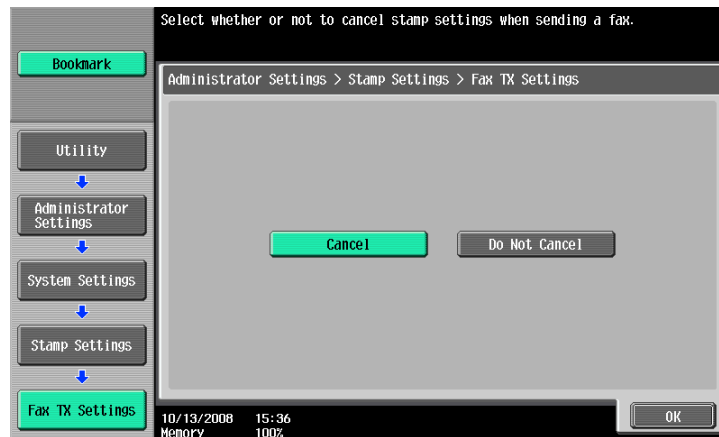 Select whether or not to cancel stamp settings when sending a fax.
Bookmark
Administrator Settings > Stamp Settings > Fax TX Settings
Utility
Administrator
Settings
System Settings
Stamp Settings
Fax TX Settings
Cancel
Do Not Cancel
10/13/2008 15:36
Memory 100%
OK